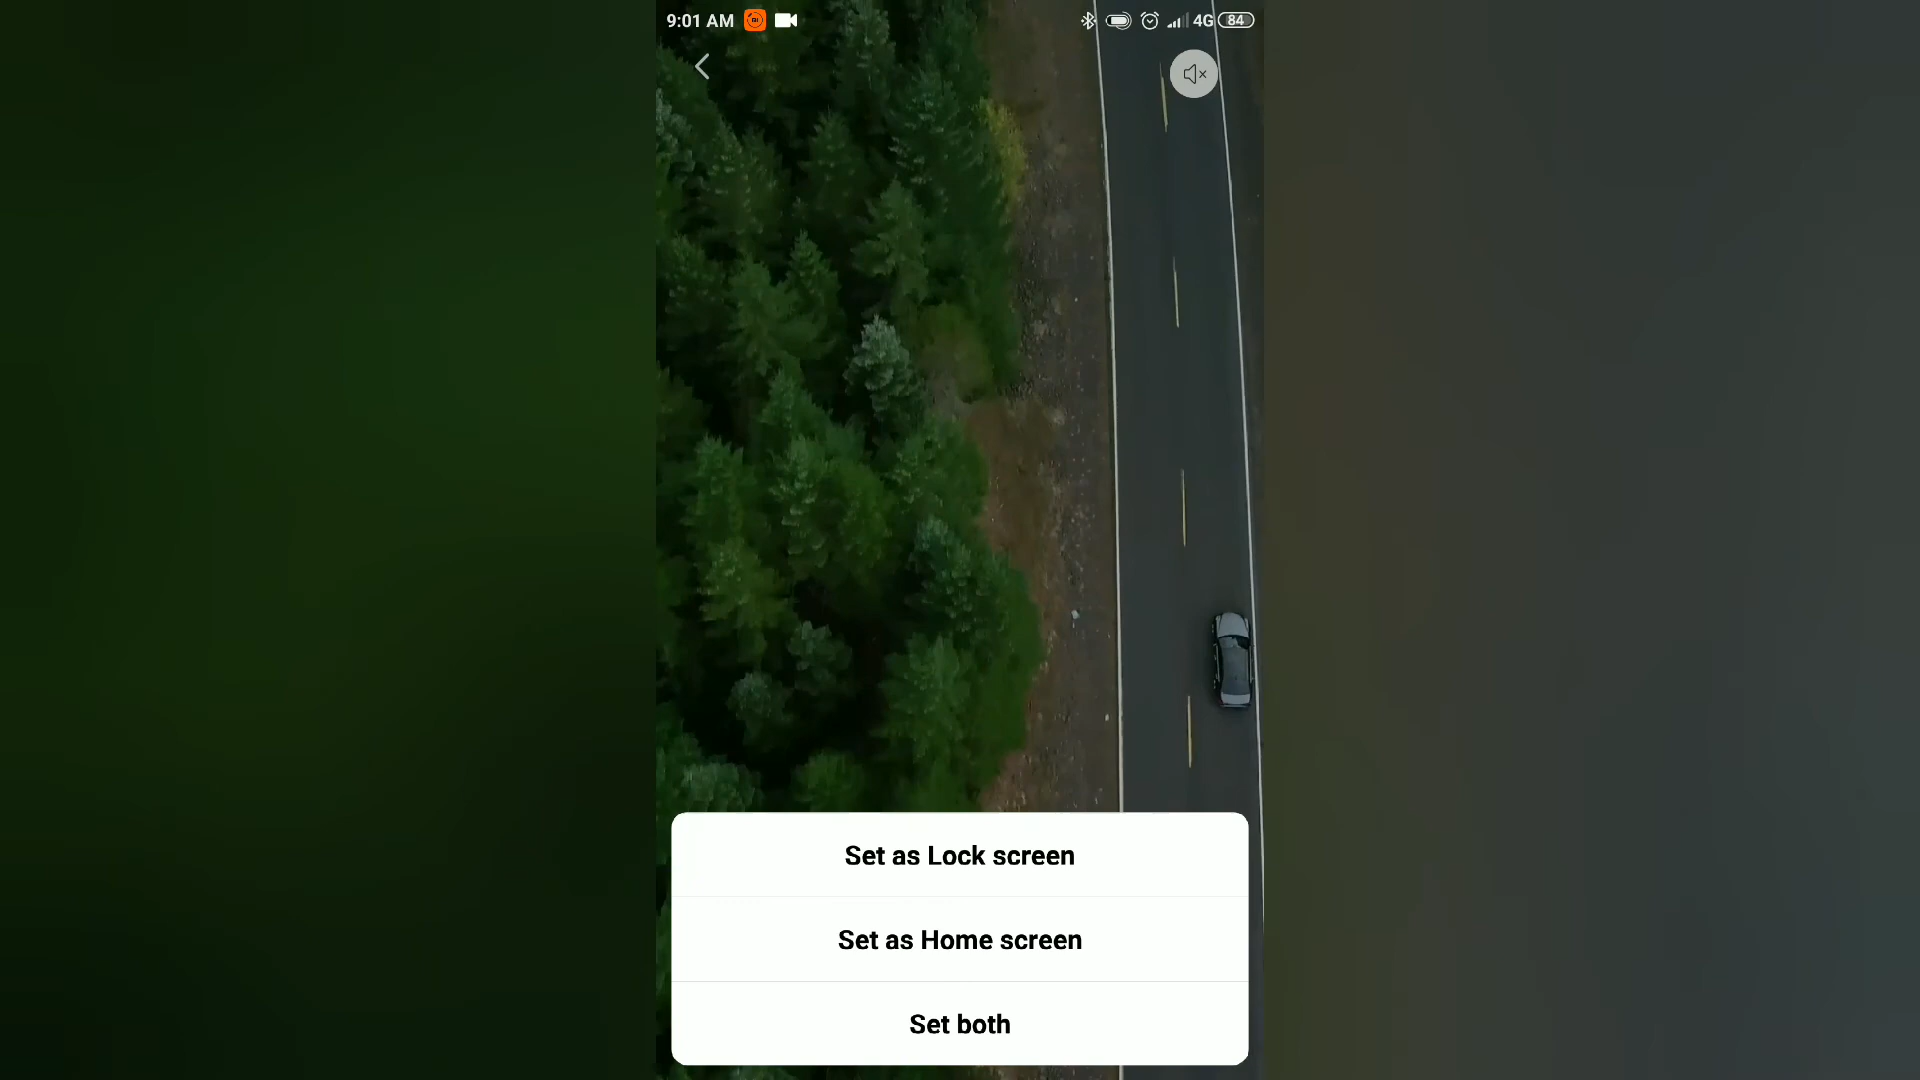 9:01 AM 4G 84
Set as Lock screen
Set as Home screen
Set both